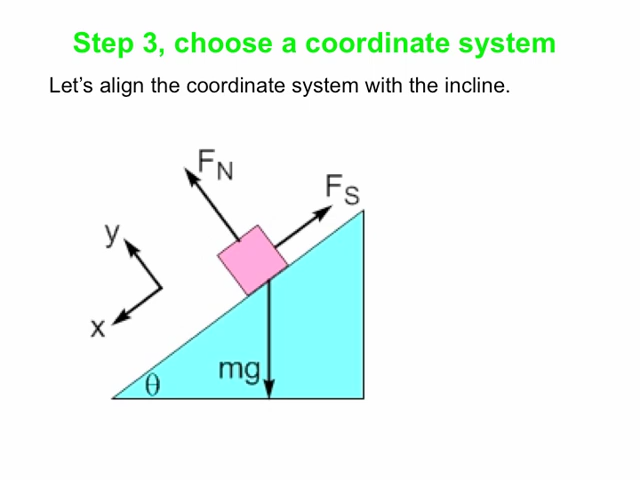 Step 3, choose a coordinate system
Let’s align the coordinate system with the incline.
FN
FS
y
x
mg
θ